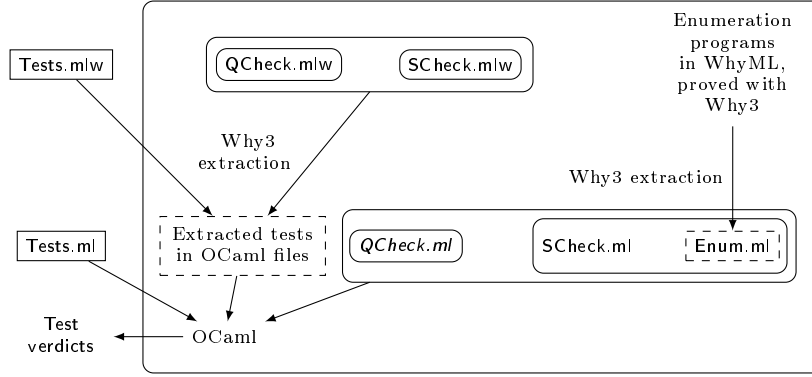 Enumeration
programs
in WhyML,
proved with
Why3
Tests.mlw
QCheck.mlw
SCheck.mlw
Why3
extraction
Why3 extraction
Tests.ml
Extracted tests
in OCaml files
QCheck.ml
SCheck.ml
Enum.ml
Test
verdicts
OCaml